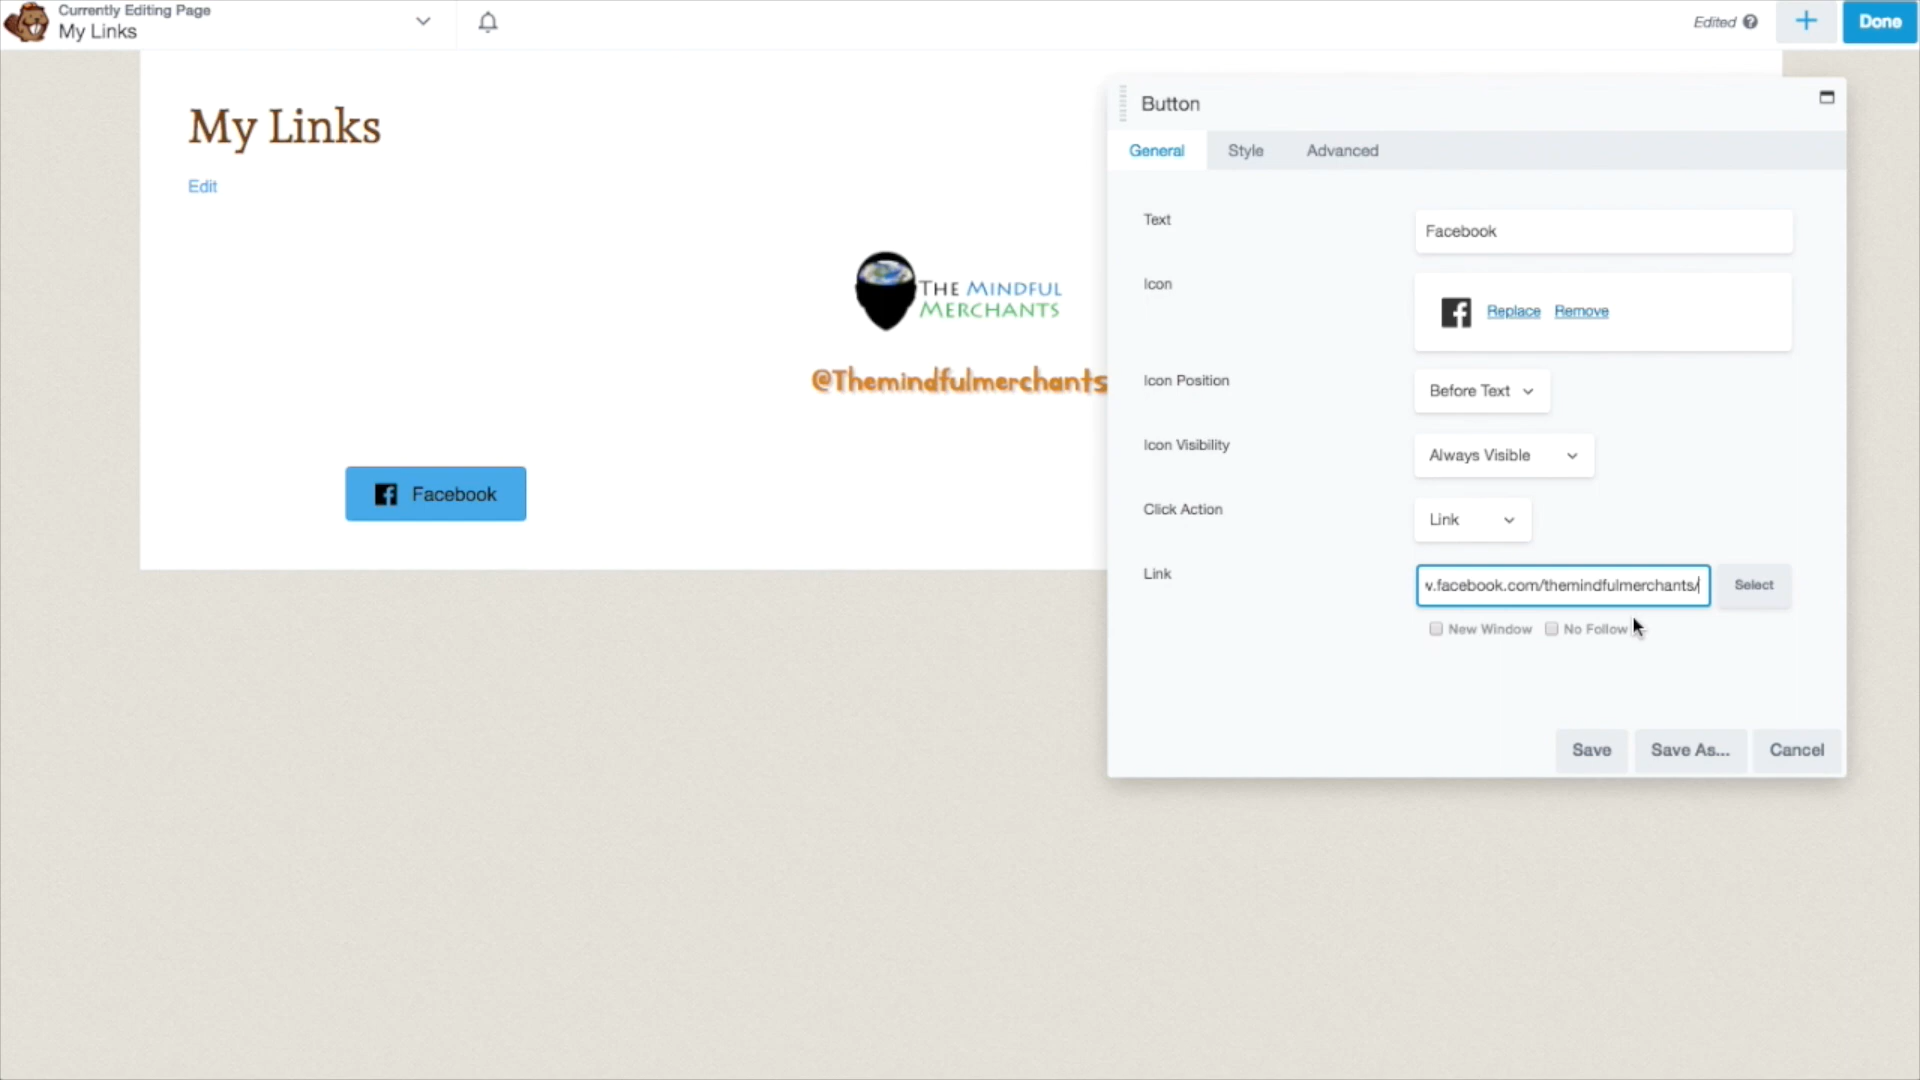 Currently Editing Page
My Links
Edited
Done
My Links
Edit
THE MINDFUL
MERCHANTS
@Themindfulmerchants
Facebook
Button
General Style Advanced
Text
Facebook
Icon
Replace Remove
Icon Position
Before Text
Icon Visibility
Always Visible
Click Action
Link
Link
v.facebook.com/themindfulmerchants/
Select
New Window No Follow
Save Save As... Cancel